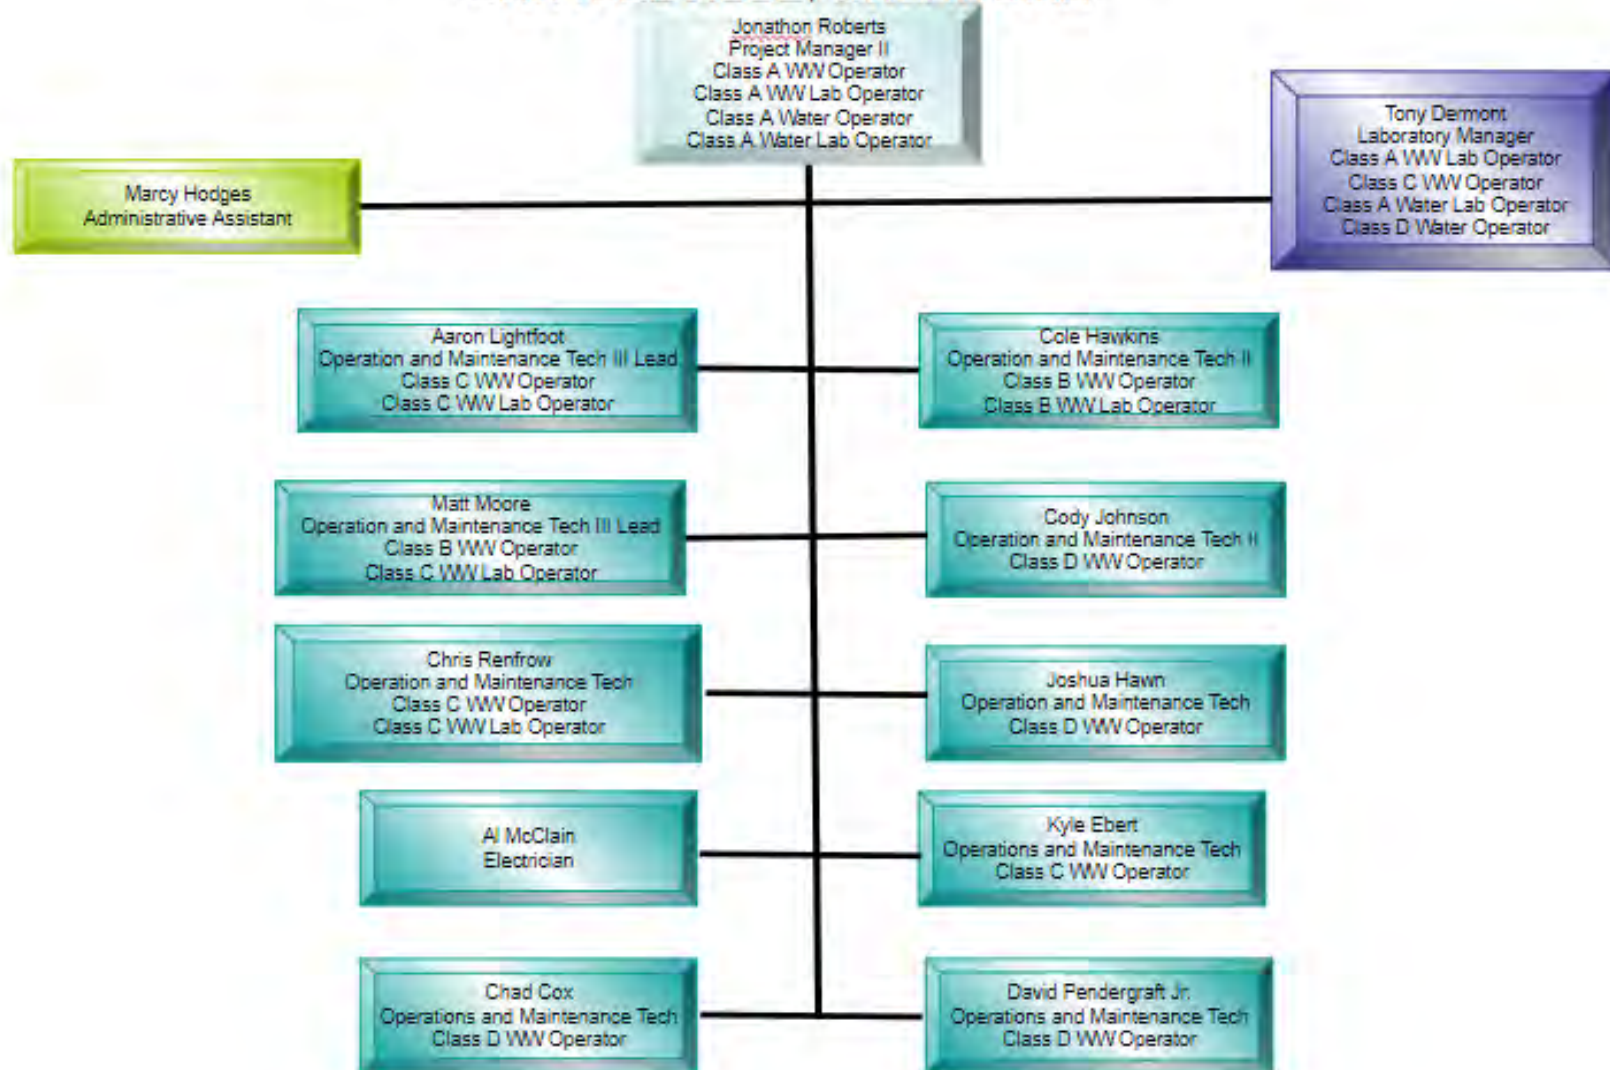 Jonathon Roberts
Project Manager II
Class A WW Operator
Class A WW Lab Operator
Class A Water Operator
Class A Water Lab Operator
Tony Dermont
Laboratory Manager
Class A WW Lab Operator
Class C WW Operator
Class A Water Lab Operator
Class D Water Operator
Marcy Hodges
Administrative Assistant
Aaron Lightfoot
Operation and Maintenance Tech III Lead
Class C WW Operator
Class C WW Lab Operator
Cole Hawkins
Operation and Maintenance Tech II
Class B WW Operator
Class B WW Lab Operator
Matt Moore
Operation and Maintenance Tech III Lead
Class B WW Operator
Class C WW Lab Operator
Cody Johnson
Operation and Maintenance Tech II
Class D WW Operator
Chris Renfrow
Operation and Maintenance Tech
Class C WW Operator
Class C WW Lab Operator
Joshua Hawn
Operation and Maintenance Tech
Class D WW Operator
Al McClain
Electrician
Kyle Ebert
Operations and Maintenance Tech
Class C WW Operator
Chad Cox
Operations and Maintenance Tech
Class D WW Operator
David Pendergraft Jr.
Operations and Maintenance Tech
Class D WW Operator